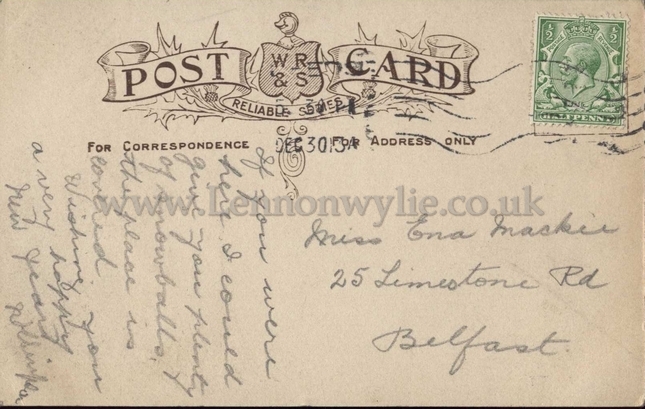 POST CARD
W R
& S
RELIABLE SERIES
FOR CORRESPONDENCE
FOR ADDRESS ONLY
DEC 30 13
HALFPENNY
If you were
here I could
give you plenty
of snowballs,
the place is
covered
Wishing you
a very happy
New Year
Miss Ena Mackie
25 Limestone Rd
Belfast.
www.Lennonwylie.co.uk